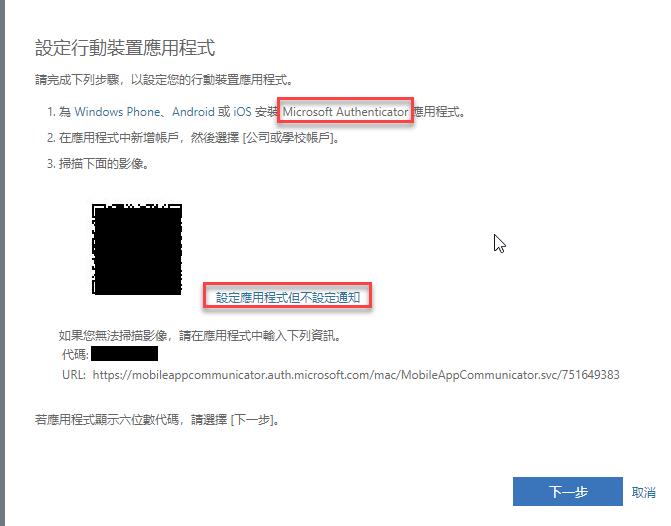 設定行動裝置應用程式
請完成下列步驟，以設定您的行動裝置應用程式。
1. 為 Windows Phone、Android 或 iOS 安裝 Microsoft Authenticator 應用程式。
2. 在應用程式中新增帳戶，然後選擇 [公司或學校帳戶]。
3. 掃描下面的影像。
設定應用程式但不設定通知
如果您無法掃描影像，請在應用程式中輸入下列資訊。
代碼:
URL: https://mobileappcommunicator.auth.microsoft.com/mac/MobileAppCommunicator.svc/751649383
若應用程式顯示六位數代碼，請選擇 [下一步]。
下一步 取消